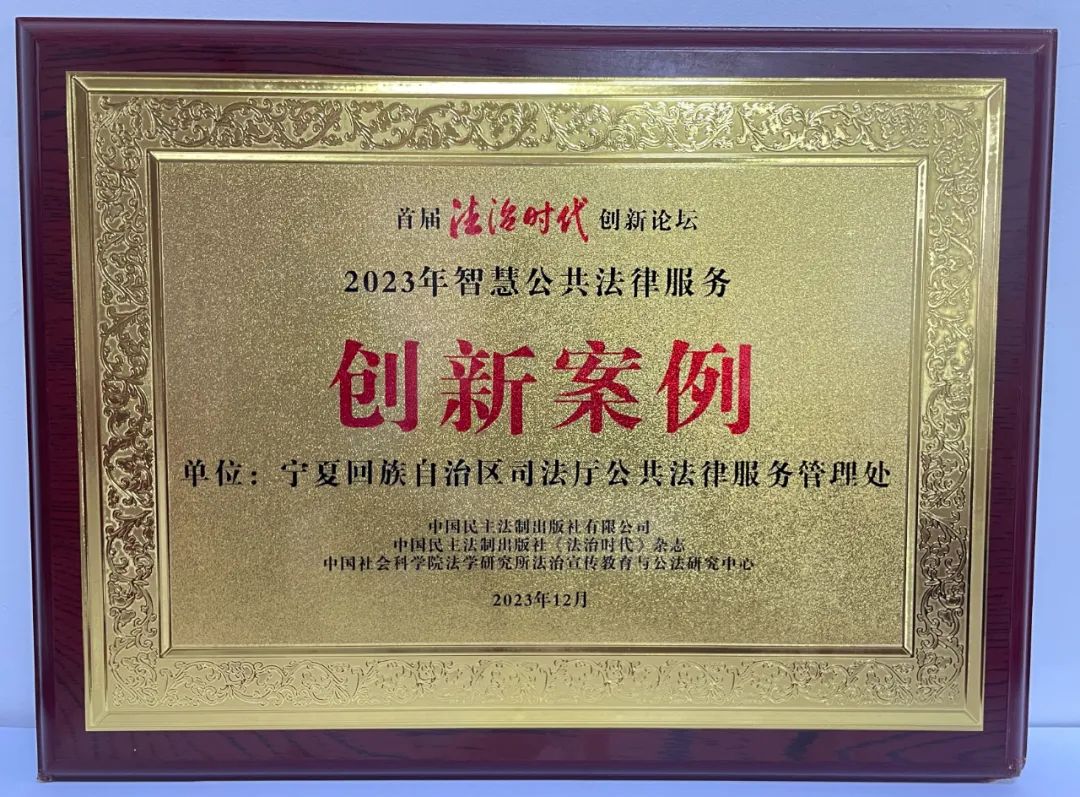 首届法治时代创新论坛
2023年智慧公共法律服务
创新案例
单位：宁夏回族自治区司法厅公共法律服务管理处
中国民主法制出版社有限公司
中国民主法制出版社《法治时代》杂志
中国社会科学院法学研究所法治宣传教育与公法研究中心
2023年12月